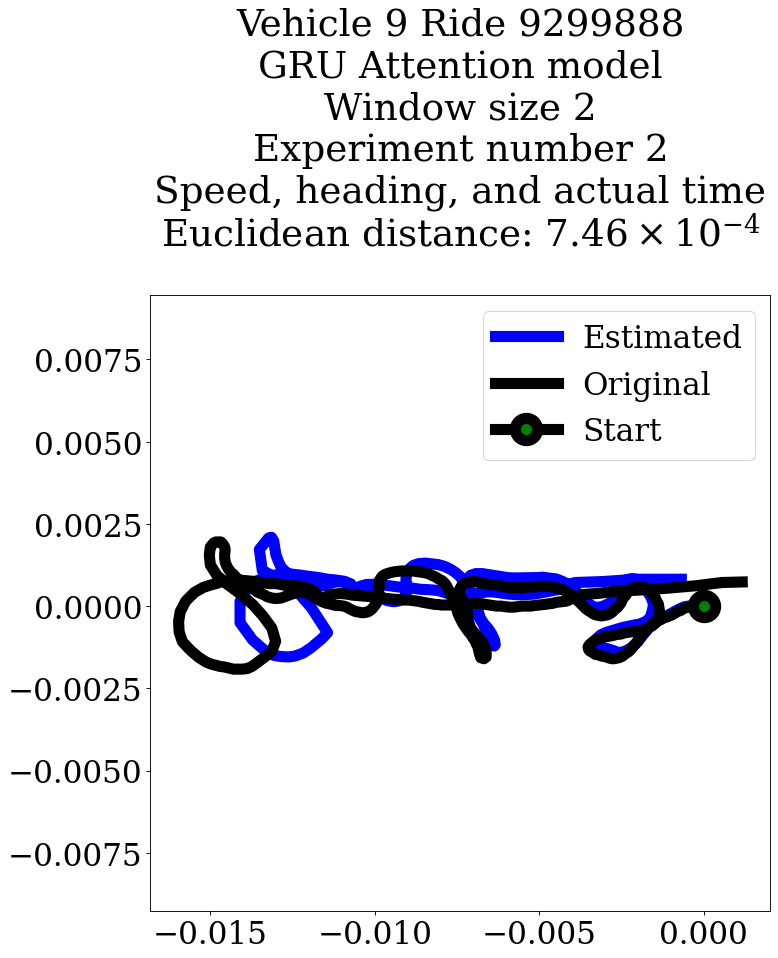 Vehicle 9 Ride 9299888
GRU Attention model
Window size 2
Experiment number 2
Speed, heading, and actual time
Euclidean distance: 7.46 × 10⁻⁴
Estimated
Original
Start
0.0075
0.0050
0.0025
0.0000
−0.0025
−0.0050
−0.0075
−0.015 −0.010 −0.005 0.000